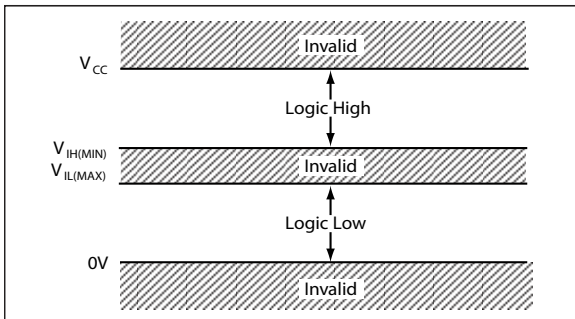 Invalid
VCC
Logic High
VIH(MIN)
Invalid
VIL(MAX)
Logic Low
0V
Invalid